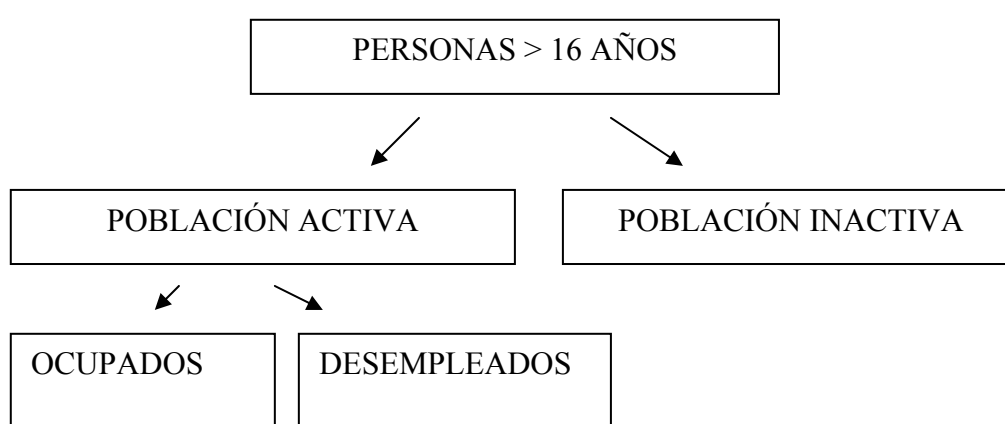 PERSONAS > 16 AÑOS
POBLACIÓN ACTIVA
POBLACIÓN INACTIVA
OCUPADOS
DESEMPLEADOS